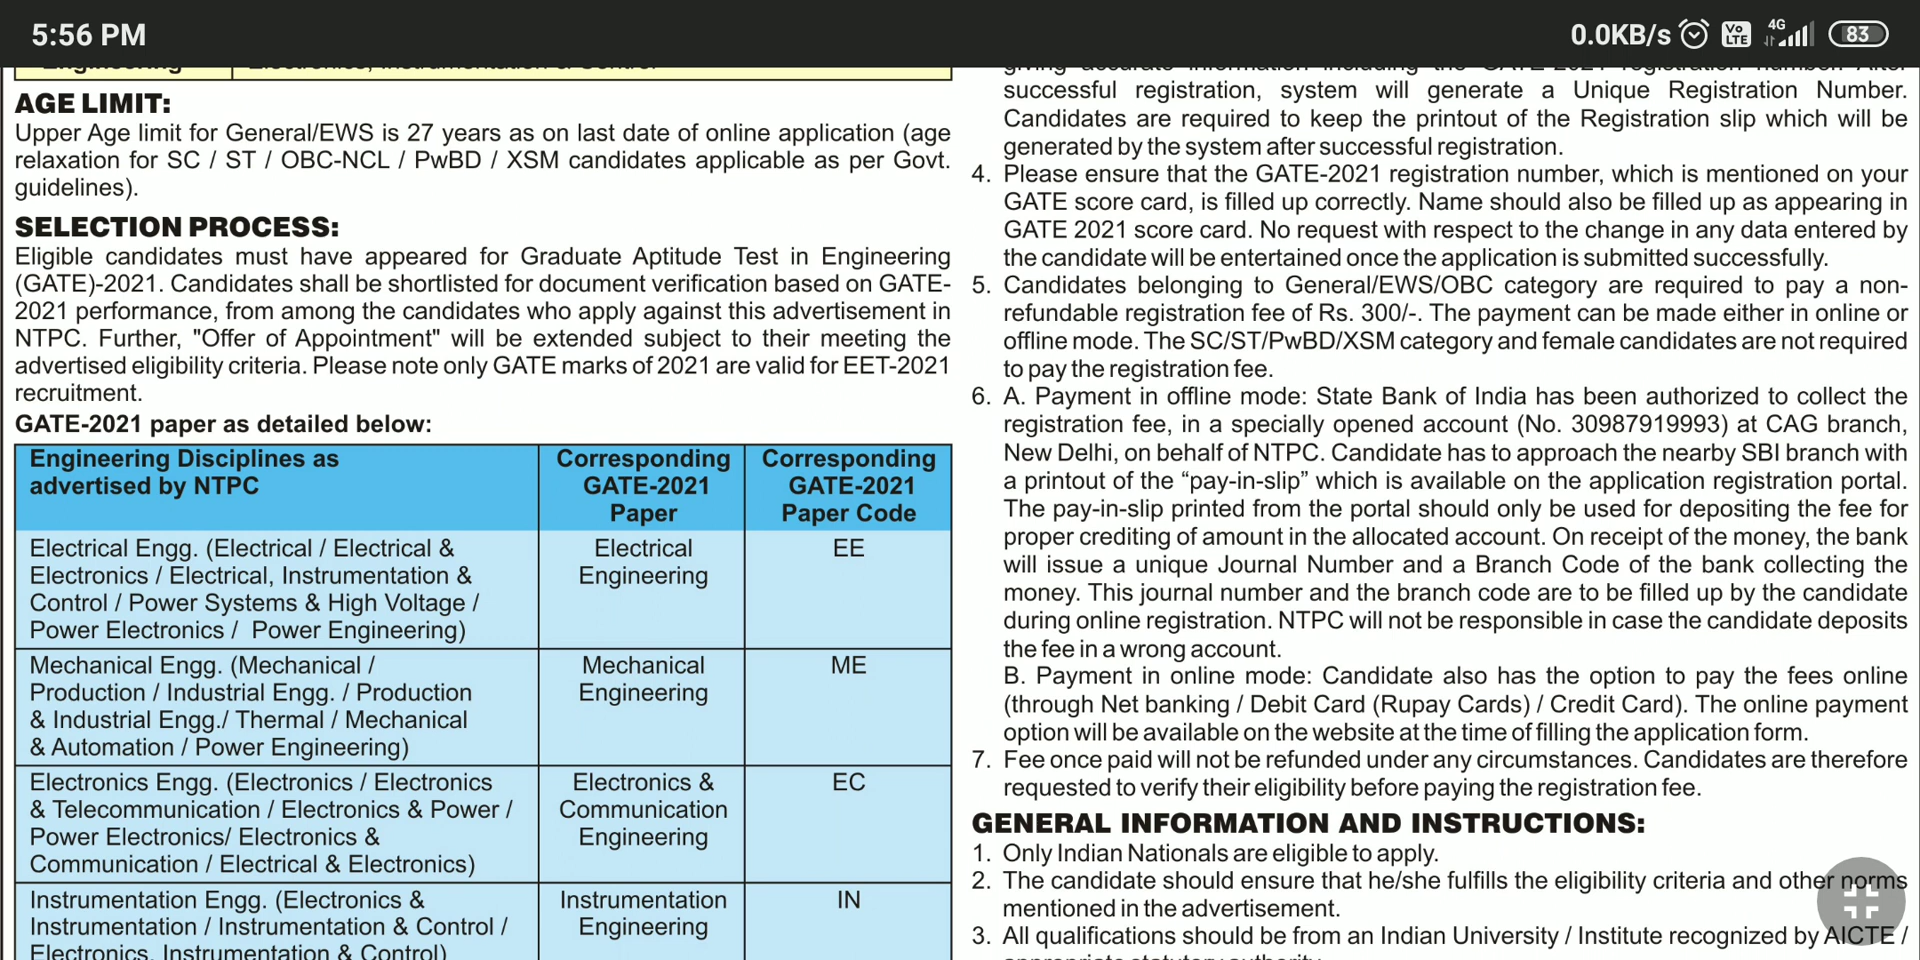 5:56 PM
0.0KB/s
Vo LTE
4G
83
AGE LIMIT:
Upper Age limit for General/EWS is 27 years as on last date of online application (age
relaxation for SC / ST / OBC-NCL / PwBD / XSM candidates applicable as per Govt.
guidelines).
SELECTION PROCESS:
Eligible candidates must have appeared for Graduate Aptitude Test in Engineering
(GATE)-2021. Candidates shall be shortlisted for document verification based on GATE-
2021 performance, from among the candidates who apply against this advertisement in
NTPC. Further, "Offer of Appointment" will be extended subject to their meeting the
advertised eligibility criteria. Please note only GATE marks of 2021 are valid for EET-2021
recruitment.
GATE-2021 paper as detailed below:
Engineering Disciplines as
advertised by NTPC
Corresponding
GATE-2021
Paper
Corresponding
GATE-2021
Paper Code
Electrical Engg. (Electrical / Electrical &
Electronics / Electrical, Instrumentation &
Control / Power Systems & High Voltage /
Power Electronics / Power Engineering)
Electrical
Engineering
EE
Mechanical Engg. (Mechanical /
Production / Industrial Engg. / Production
& Industrial Engg./ Thermal / Mechanical
& Automation / Power Engineering)
Mechanical
Engineering
ME
Electronics Engg. (Electronics / Electronics
& Telecommunication / Electronics & Power /
Power Electronics/ Electronics &
Communication / Electrical & Electronics)
Electronics &
Communication
Engineering
EC
Instrumentation Engg. (Electronics &
Instrumentation / Instrumentation & Control /
Electronics, Instrumentation & Control)
Instrumentation
Engineering
IN
giving accurate information including the GATE-2021 registration number. After
successful registration, system will generate a Unique Registration Number.
Candidates are required to keep the printout of the Registration slip which will be
generated by the system after successful registration.
4. Please ensure that the GATE-2021 registration number, which is mentioned on your
GATE score card, is filled up correctly. Name should also be filled up as appearing in
GATE 2021 score card. No request with respect to the change in any data entered by
the candidate will be entertained once the application is submitted successfully.
5. Candidates belonging to General/EWS/OBC category are required to pay a non-
refundable registration fee of Rs. 300/-. The payment can be made either in online or
offline mode. The SC/ST/PwBD/XSM category and female candidates are not required
to pay the registration fee.
6. A. Payment in offline mode: State Bank of India has been authorized to collect the
registration fee, in a specially opened account (No. 30987919993) at CAG branch,
New Delhi, on behalf of NTPC. Candidate has to approach the nearby SBI branch with
a printout of the “pay-in-slip” which is available on the application registration portal.
The pay-in-slip printed from the portal should only be used for depositing the fee for
proper crediting of amount in the allocated account. On receipt of the money, the bank
will issue a unique Journal Number and a Branch Code of the bank collecting the
money. This journal number and the branch code are to be filled up by the candidate
during online registration. NTPC will not be responsible in case the candidate deposits
the fee in a wrong account.
B. Payment in online mode: Candidate also has the option to pay the fees online
(through Net banking / Debit Card (Rupay Cards) / Credit Card). The online payment
option will be available on the website at the time of filling the application form.
7. Fee once paid will not be refunded under any circumstances. Candidates are therefore
requested to verify their eligibility before paying the registration fee.
GENERAL INFORMATION AND INSTRUCTIONS:
1. Only Indian Nationals are eligible to apply.
2. The candidate should ensure that he/she fulfills the eligibility criteria and other norms
mentioned in the advertisement.
3. All qualifications should be from an Indian University / Institute recognized by AICTE /